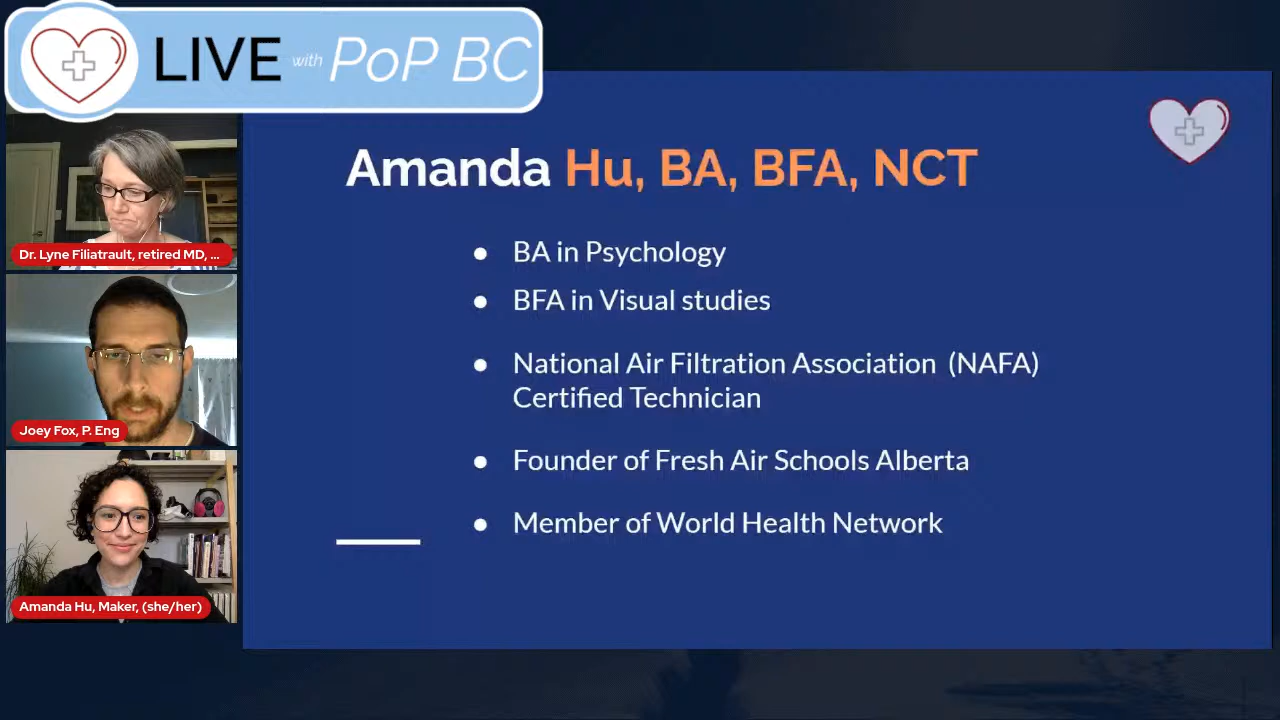 LIVE with PoP BC
Amanda Hu, BA, BFA, NCT
● BA in Psychology
● BFA in Visual studies
● National Air Filtration Association (NAFA)
Certified Technician
● Founder of Fresh Air Schools Alberta
● Member of World Health Network
Dr. Lyne Filiatrault, retired MD, ...
Joey Fox, P. Eng
Amanda Hu, Maker, (she/her)